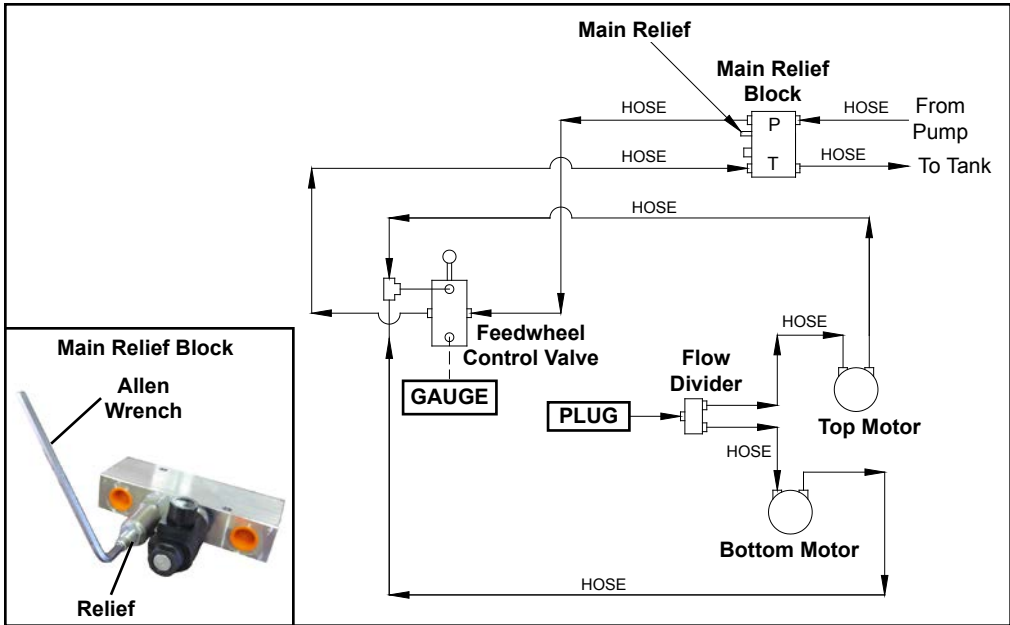 Main Relief
Main Relief
Block
HOSE
P
HOSE
From
Pump
HOSE
T
HOSE
To Tank
HOSE
Feedwheel
Control Valve
GAUGE
PLUG
Flow
Divider
HOSE
Top Motor
HOSE
Bottom Motor
HOSE
Main Relief Block
Allen
Wrench
Relief